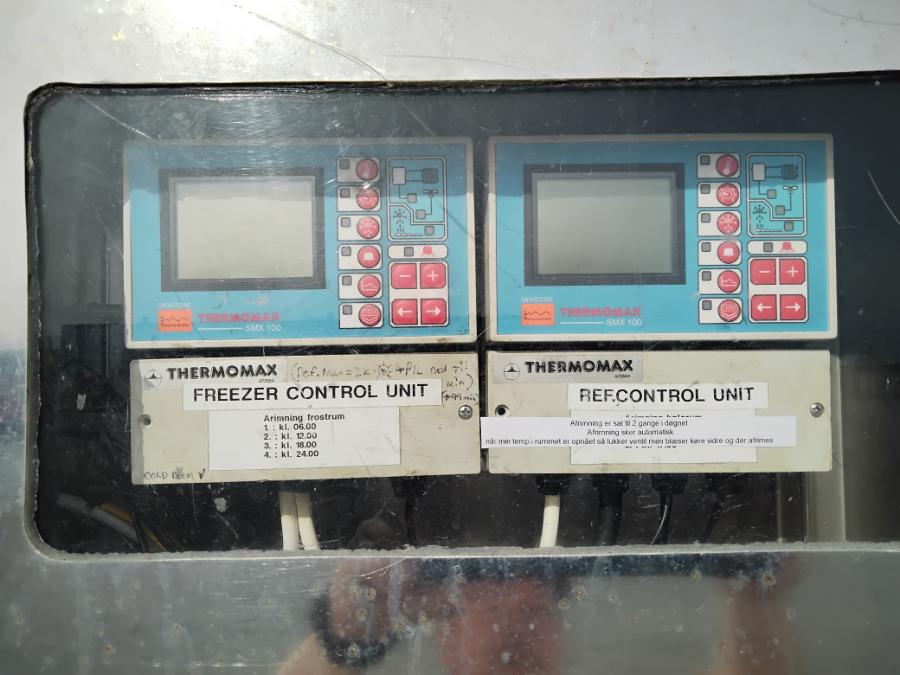 DATASTORE
THERMOMAX
SMX 100
DATASTORE
THERMOMAX
SMX 100
THERMOMAX
FREEZER CONTROL UNIT
Arimning frostrum
1. : kl. 06.00
2. : kl. 12.00
3. : kl. 18.00
4. : kl. 24.00
THERMOMAX
REF.CONTROL UNIT
Afrimning er sat til 2 gange i døgnet
Afrimning sker automatisk
når min temp i rummet er opnået så lukker ventil men blæser køre vidre og der afrimes